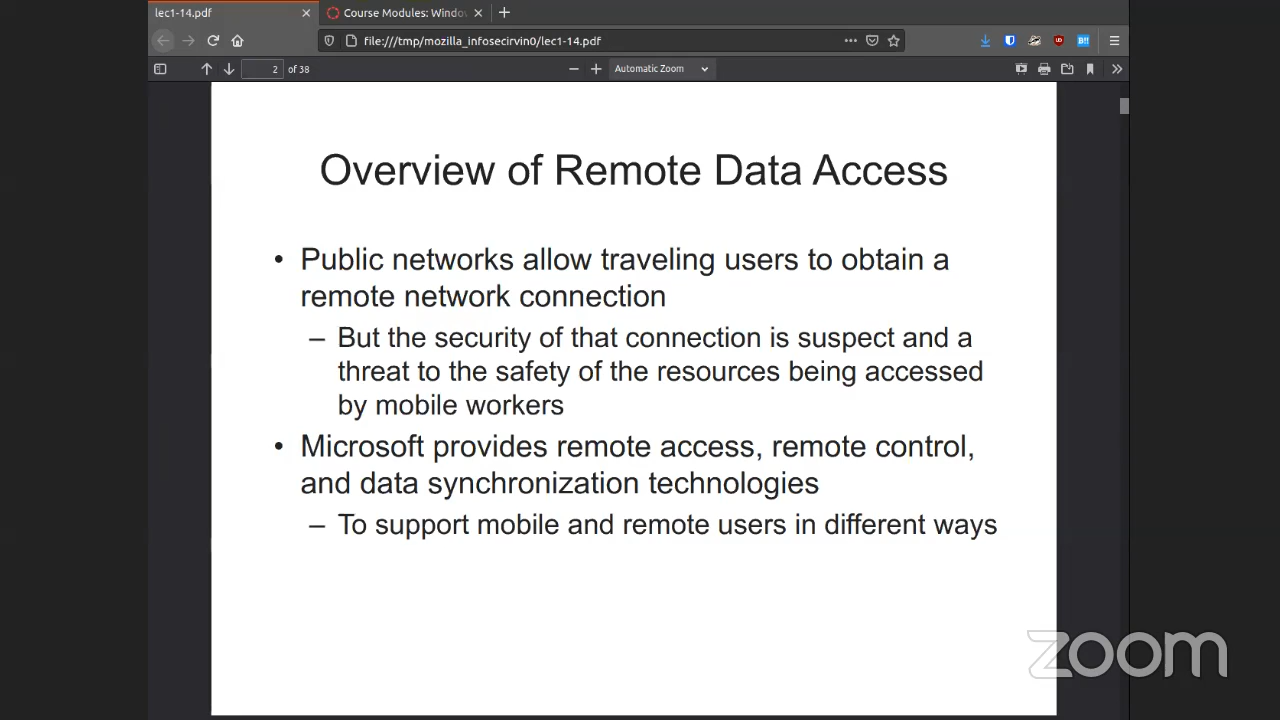 lec1-14.pdf
Course Modules: Windo
file:///tmp/mozilla_infosecirvin0/lec1-14.pdf
2 of 38
Automatic Zoom
Overview of Remote Data Access
• Public networks allow traveling users to obtain a
remote network connection
– But the security of that connection is suspect and a
threat to the safety of the resources being accessed
by mobile workers
• Microsoft provides remote access, remote control,
and data synchronization technologies
– To support mobile and remote users in different ways
zoom